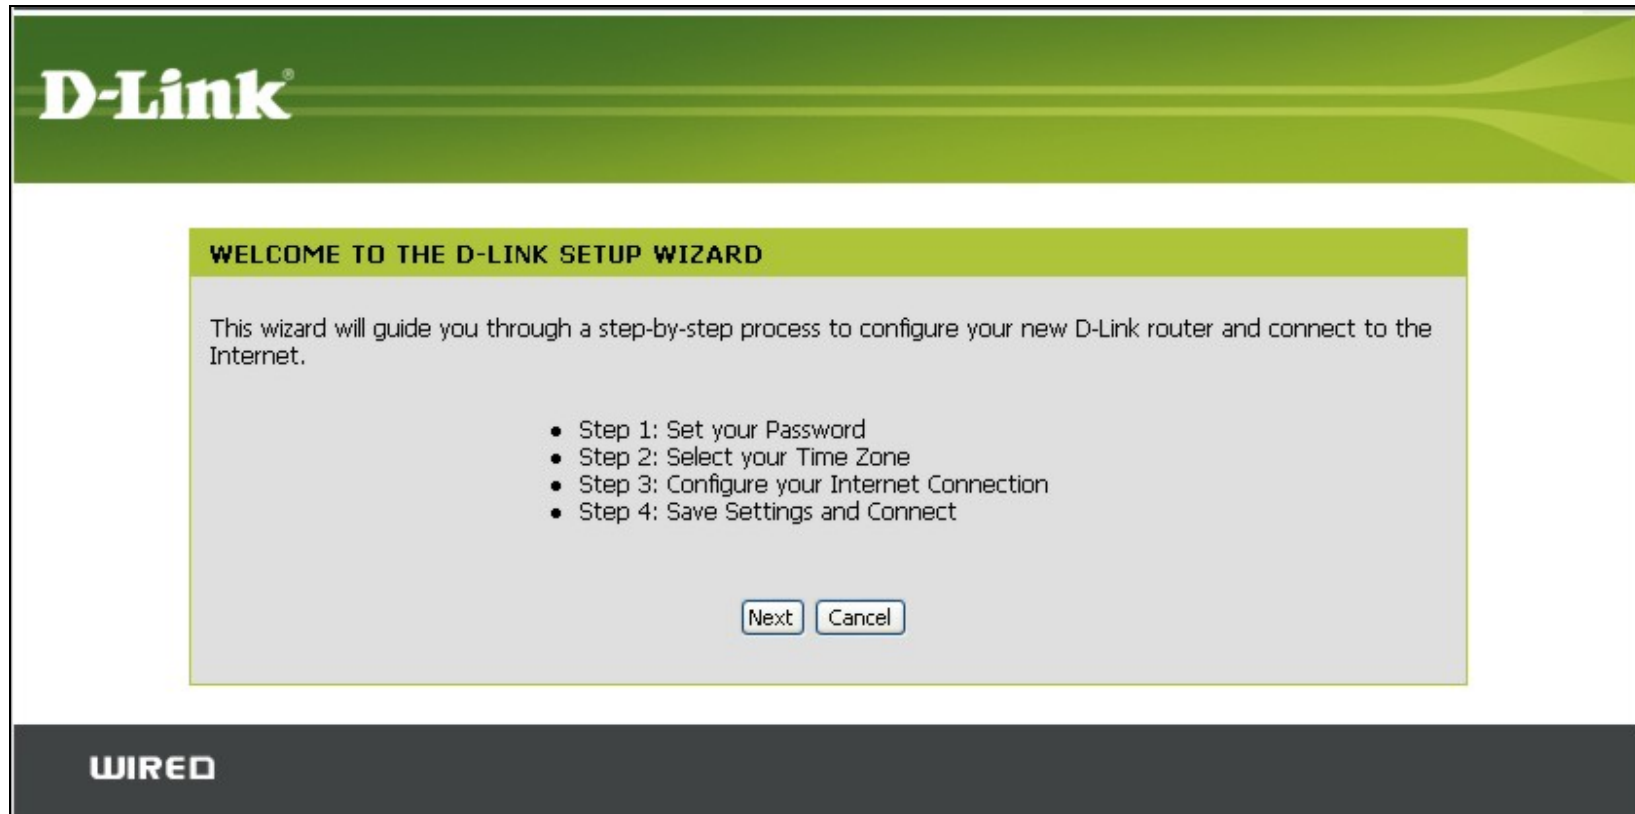 D-Link®
WELCOME TO THE D-LINK SETUP WIZARD
This wizard will guide you through a step-by-step process to configure your new D-Link router and connect to the
Internet.
• Step 1: Set your Password
• Step 2: Select your Time Zone
• Step 3: Configure your Internet Connection
• Step 4: Save Settings and Connect
Next Cancel
WIRED